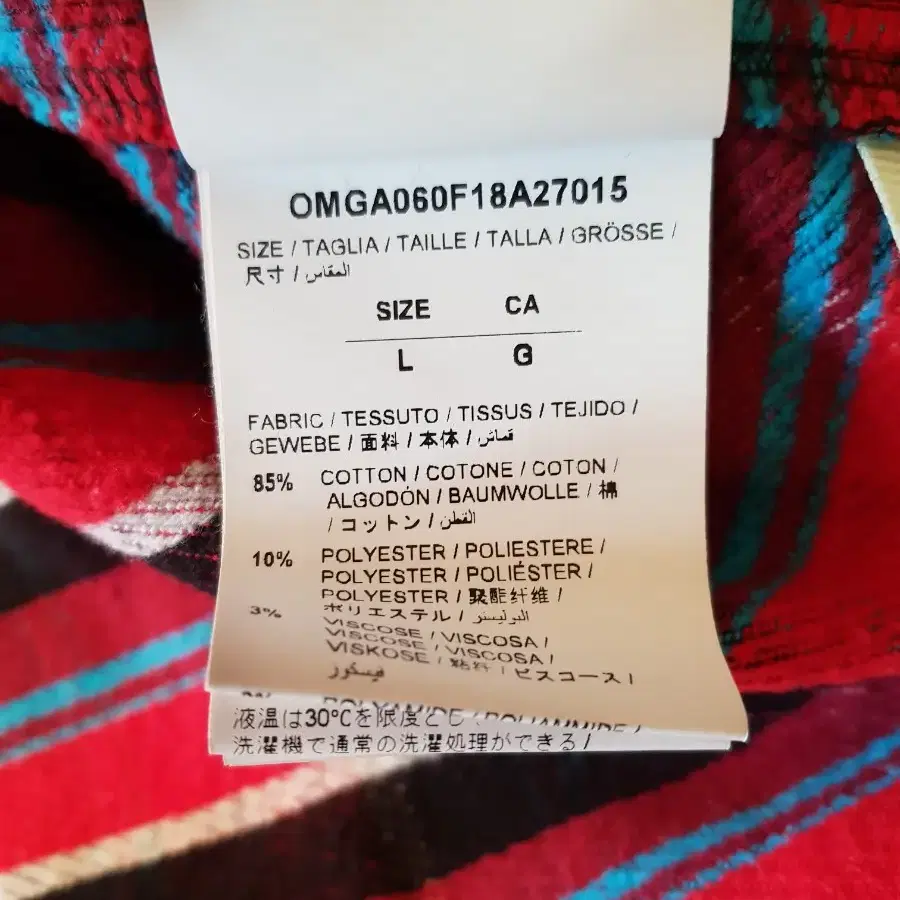 OMGA060F18A27015
SIZE / TAGLIA / TAILLE / TALLA / GRÖSSE /
尺寸 / المقاس
SIZE CA
L G
FABRIC / TESSUTO / TISSUS / TEJIDO /
GEWEBE / 面料 / 本体 / قماش
85% COTTON / COTONE / COTON /
ALGODÓN / BAUMWOLLE / 棉
/ コットン / القطن
10% POLYESTER / POLIESTERE /
POLYESTER / POLIÉSTER /
POLYESTER / 聚酯纤维 /
ポリエステル / البوليستر
3% VISCOSE / VISCOSA /
VISCOSE / VISCOSA /
VISKOSE / 粘纤 / ビスコース /
فيسكوز
POLYAMIDE / POLIAMMIDE /
液温は30℃を限度とし
洗濯機で通常の洗濯処理ができる /